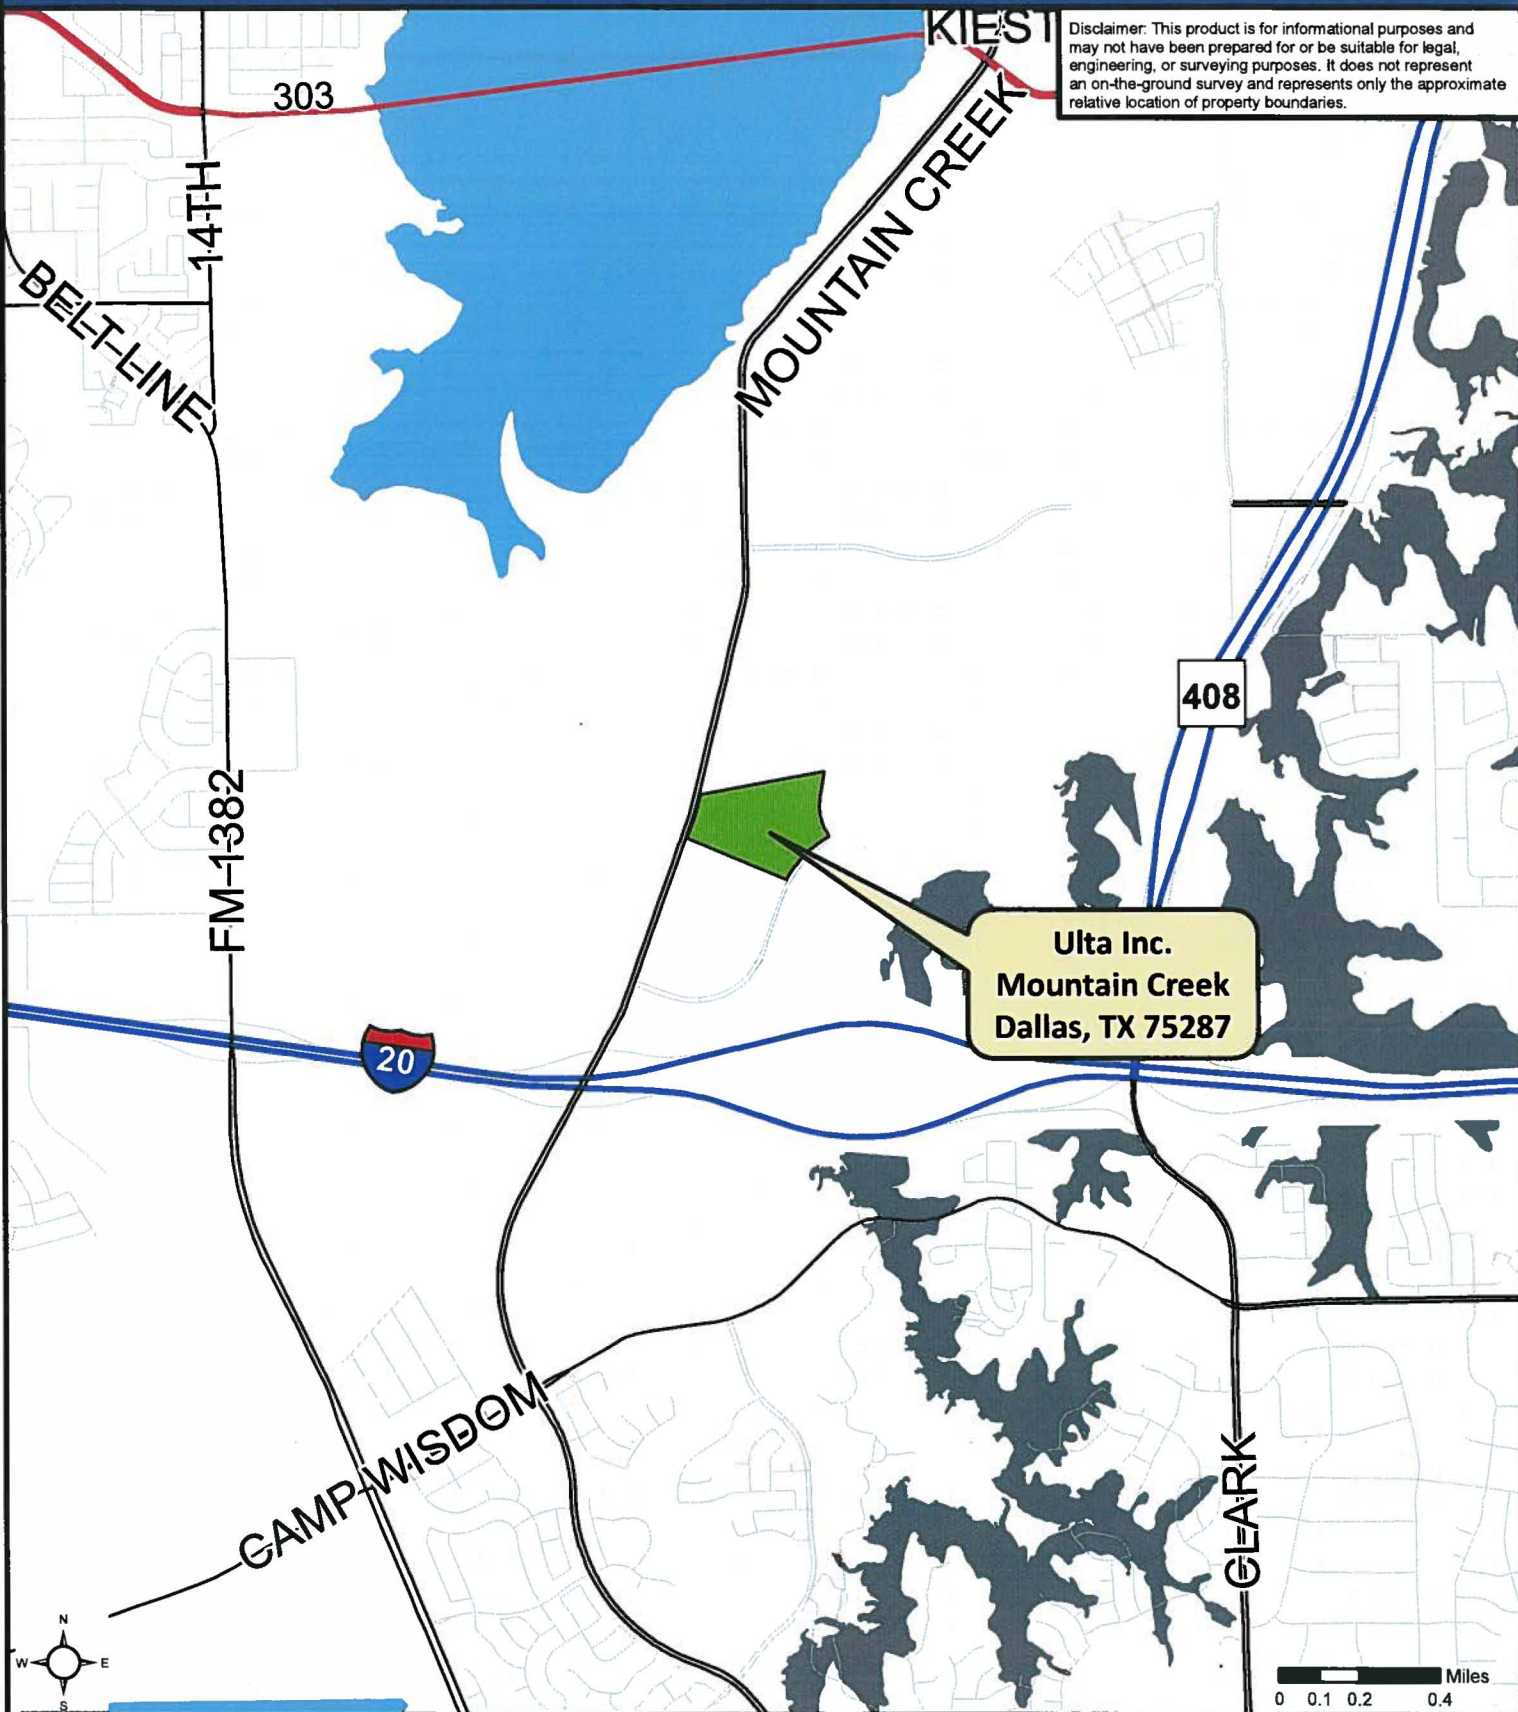 KIEST
Disclaimer: This product is for informational purposes and
may not have been prepared for or be suitable for legal,
engineering, or surveying purposes. It does not represent
an on-the-ground survey and represents only the approximate
relative location of property boundaries.
303
14TH
MOUNTAIN CREEK
BELT LINE
408
FM 1382
Ulta Inc.
Mountain Creek
Dallas, TX 75287
20
CAMP WISDOM
CLARK
N
W E
S
Miles
0 0.1 0.2 0.4